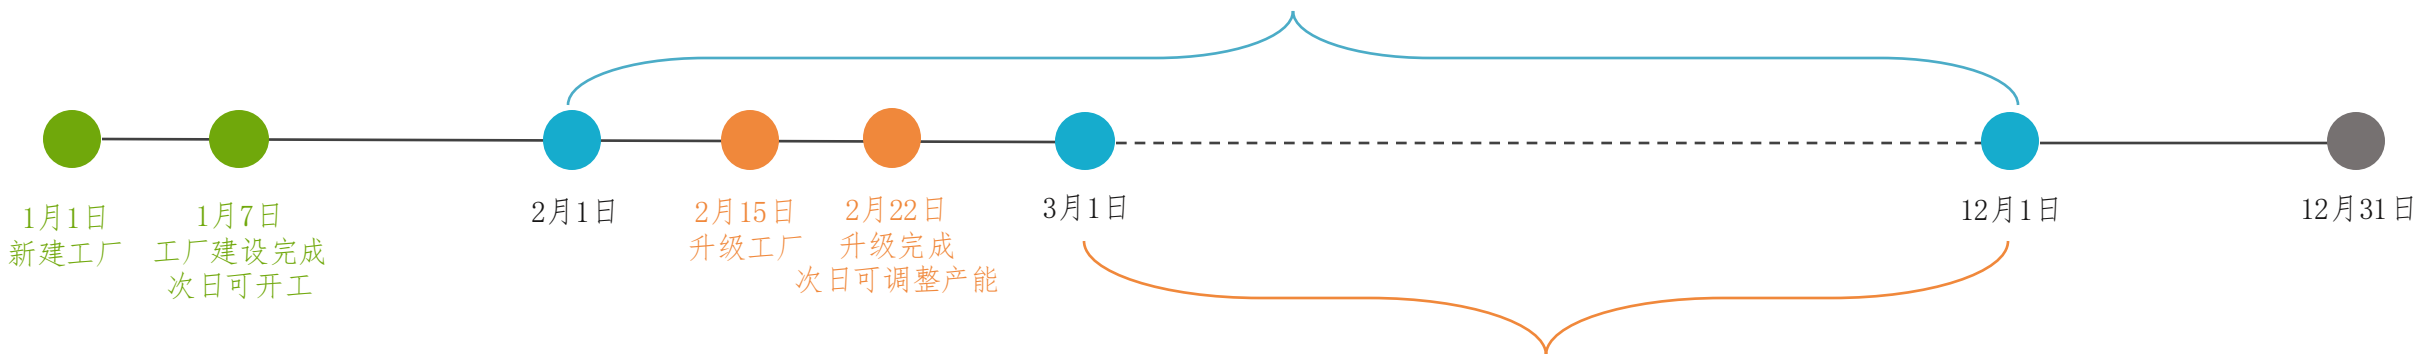 1月1日
新建工厂
1月7日
工厂建设完成
次日可开工
2月1日
2月15日
升级工厂
2月22日
升级完成
次日可调整产能
3月1日
12月1日
12月31日